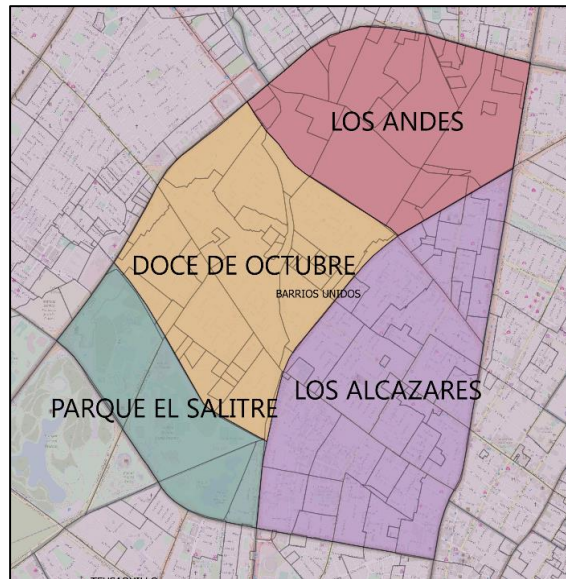 LOS ANDES
DOCE DE OCTUBRE
BARRIOS UNIDOS
LOS ALCAZARES
PARQUE EL SALITRE